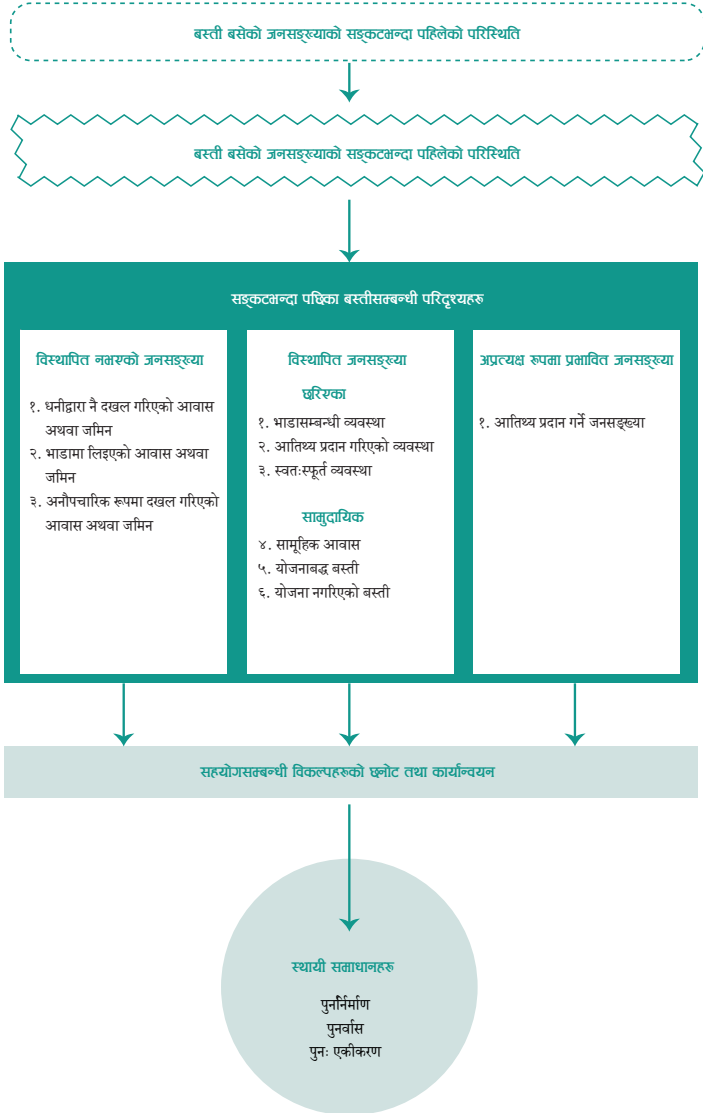 बस्ती बसेको जनसङ्ख्याको सङ्कटभन्दा पहिलेको परिस्थिति
बस्ती बसेको जनसङ्ख्याको सङ्कटभन्दा पहिलेको परिस्थिति
सङ्कटभन्दा पछिका बस्तीसम्बन्धी परिदृश्यहरू
विस्थापित नभएको जनसङ्ख्या
१. धनीद्वारा नै दखल गरिएको आवास
अथवा जमिन
२. भाडामा लिइएको आवास अथवा
जमिन
३. अनौपचारिक रूपमा दखल गरिएको
आवास अथवा जमिन
विस्थापित जनसङ्ख्या
छरिएका
१. भाडासम्बन्धी व्यवस्था
२. आतिथ्य प्रदान गरिएको व्यवस्था
३. स्वतःस्फूर्त व्यवस्था
सामुदायिक
४. सामूहिक आवास
५. योजनाबद्ध बस्ती
६. योजना नगरिएको बस्ती
अप्रत्यक्ष रूपमा प्रभावित जनसङ्ख्या
१. आतिथ्य प्रदान गर्ने जनसङ्ख्या
सहयोगसम्बन्धी विकल्पहरूको छनोट तथा कार्यान्वयन
स्थायी समाधानहरू
पुनर्निर्माण
पुनर्वास
पुनः एकीकरण